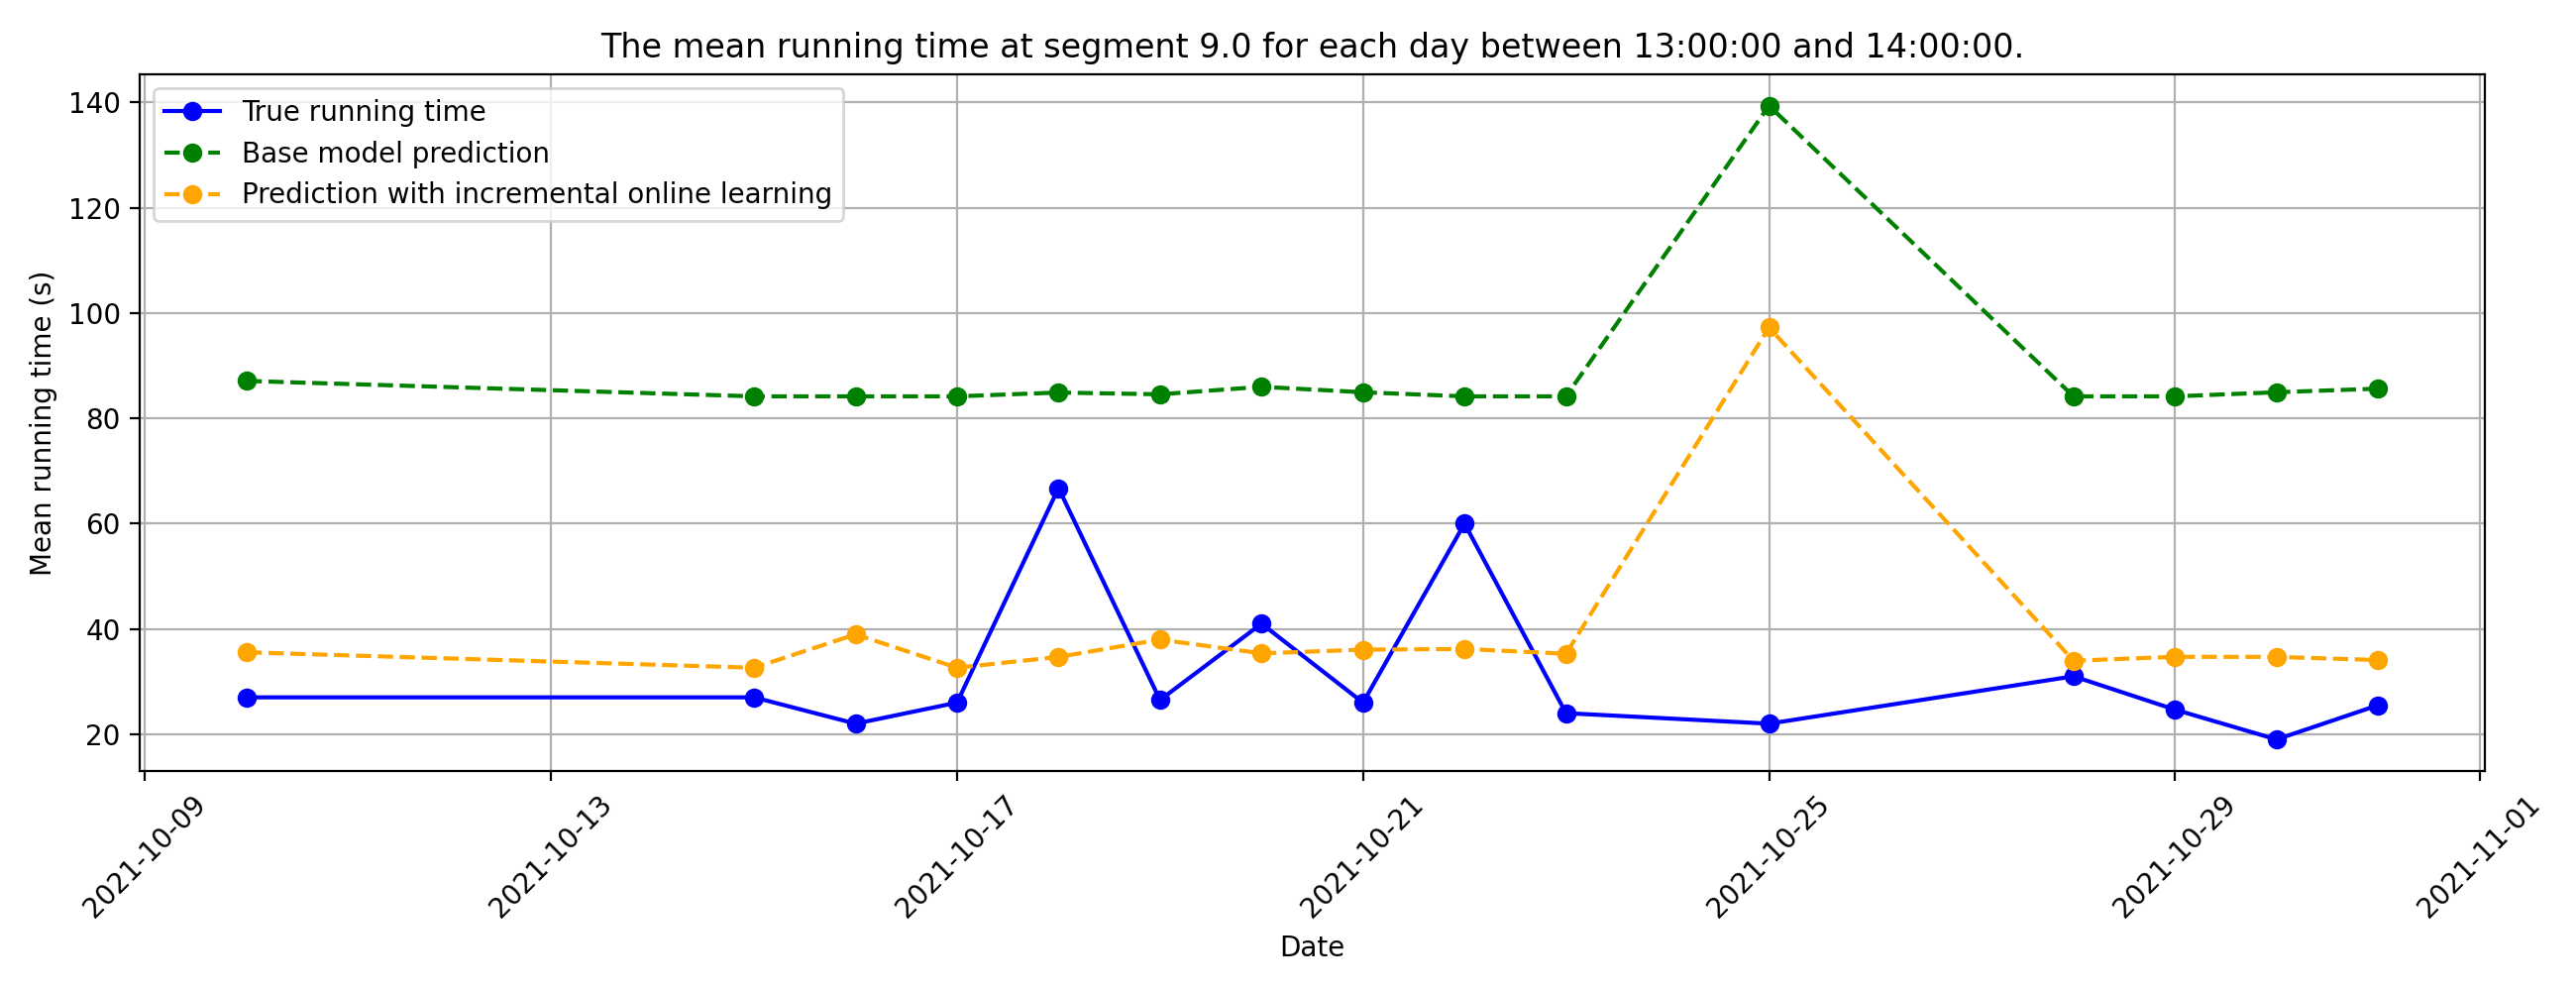 The mean running time at segment 9.0 for each day between 13:00:00 and 14:00:00.
True running time
Base model prediction
Prediction with incremental online learning
Mean running time (s)
140
120
100
80
60
40
20
2021-10-09
2021-10-13
2021-10-17
2021-10-21
2021-10-25
2021-10-29
2021-11-01
Date